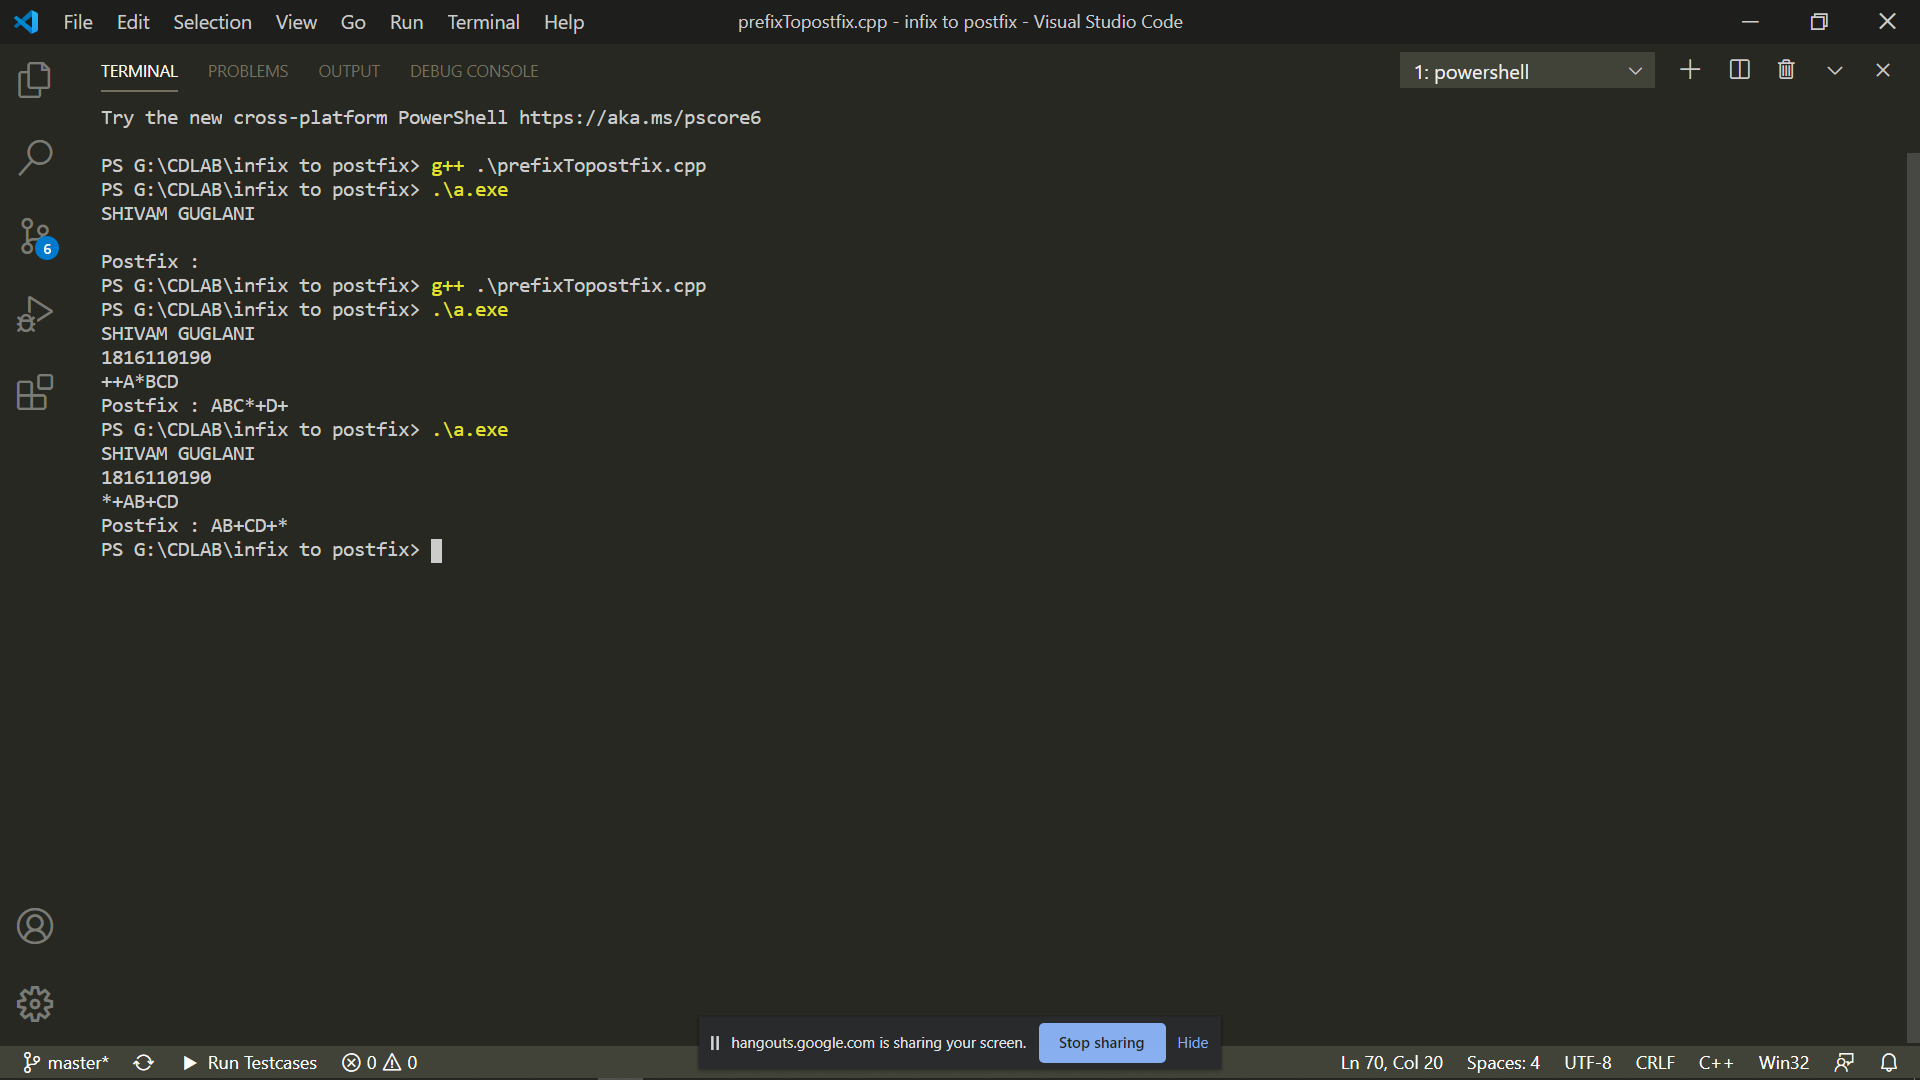 File Edit Selection View Go Run Terminal Help prefixTopostfix.cpp - infix to postfix - Visual Studio Code
TERMINAL PROBLEMS OUTPUT DEBUG CONSOLE 1: powershell
Try the new cross-platform PowerShell https://aka.ms/pscore6
PS G:\CDLAB\infix to postfix> g++ .\prefixTopostfix.cpp
PS G:\CDLAB\infix to postfix> .\a.exe
SHIVAM GUGLANI
Postfix :
PS G:\CDLAB\infix to postfix> g++ .\prefixTopostfix.cpp
PS G:\CDLAB\infix to postfix> .\a.exe
SHIVAM GUGLANI
1816110190
++A*BCD
Postfix : ABC*+D+
PS G:\CDLAB\infix to postfix> .\a.exe
SHIVAM GUGLANI
1816110190
*+AB+CD
Postfix : AB+CD+*
PS G:\CDLAB\infix to postfix>
6
hangouts.google.com is sharing your screen. Stop sharing Hide
master* Run Testcases 0 0 Ln 70, Col 20 Spaces: 4 UTF-8 CRLF C++ Win32